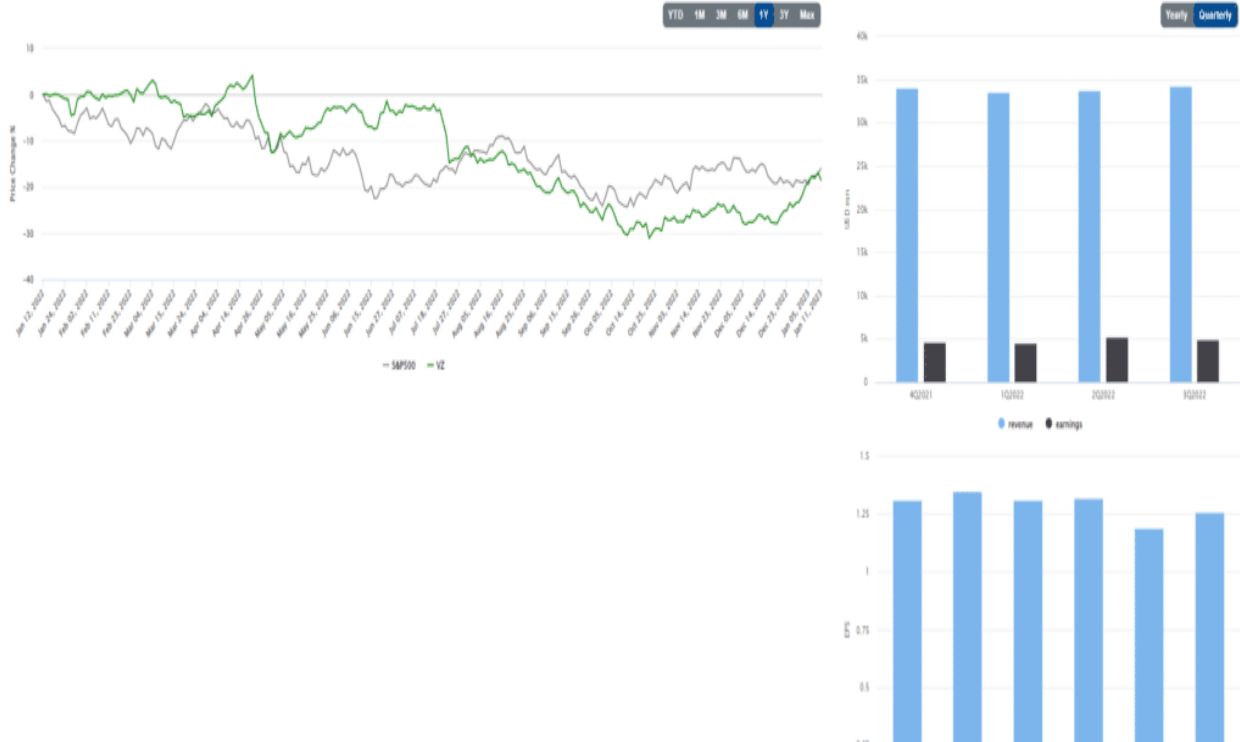 YTD 1M 3M 6M 1Y 3Y Max
10
0
-10
-20
-30
-40
Price Change %
Jan 12, 2022
Jan 24, 2022
Feb 02, 2022
Feb 11, 2022
Feb 23, 2022
Mar 04, 2022
Mar 15, 2022
Mar 24, 2022
Apr 04, 2022
Apr 14, 2022
Apr 26, 2022
May 05, 2022
May 16, 2022
May 25, 2022
Jun 06, 2022
Jun 15, 2022
Jun 27, 2022
Jul 07, 2022
Jul 18, 2022
Jul 27, 2022
Aug 05, 2022
Aug 16, 2022
Aug 25, 2022
Sep 06, 2022
Sep 15, 2022
Sep 26, 2022
Oct 05, 2022
Oct 14, 2022
Oct 25, 2022
Nov 03, 2022
Nov 14, 2022
Nov 23, 2022
Dec 05, 2022
Dec 14, 2022
Dec 23, 2022
Jan 05, 2023
Jan 11, 2023
S&P500 VZ
Yearly Quarterly
40k
35k
30k
25k
20k
15k
10k
5k
0
4Q2021 1Q2022 2Q2022 3Q2022
revenue earnings
1.5
1.25
1
0.75
0.5
EPS